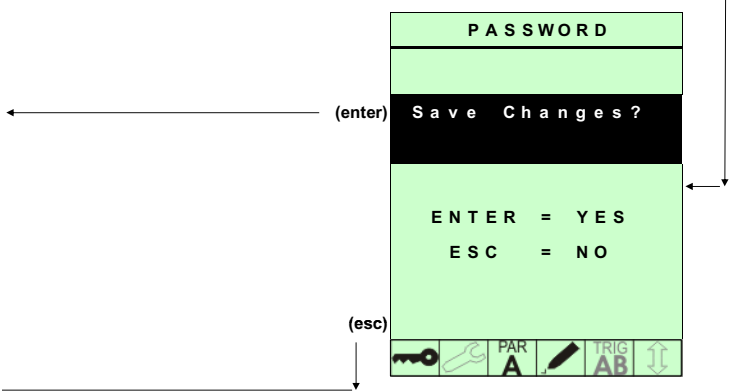 PASSWORD
(enter) Save Changes?
ENTER = YES
ESC = NO
(esc)
PAR TRIG
A AB